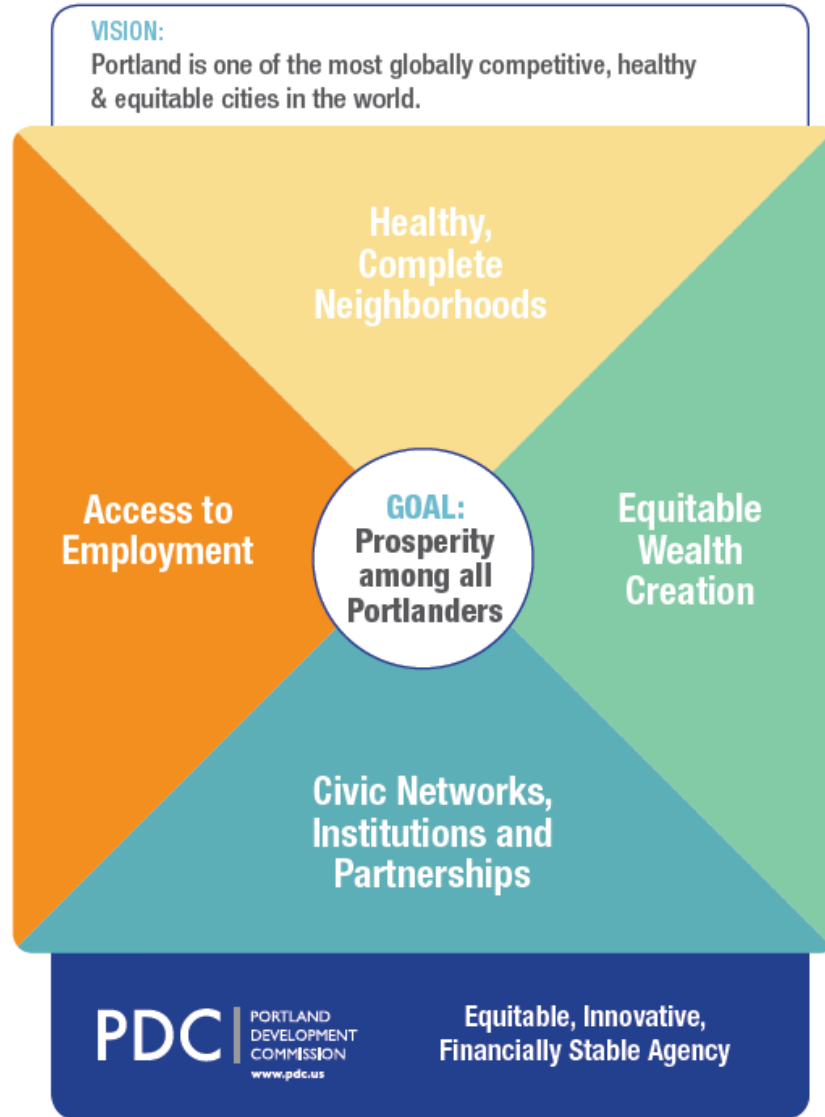 VISION:
Portland is one of the most globally competitive, healthy
& equitable cities in the world.
Healthy,
Complete
Neighborhoods
Access to
Employment
GOAL:
Prosperity
among all
Portlanders
Equitable
Wealth
Creation
Civic Networks,
Institutions and
Partnerships
PDC
PORTLAND
DEVELOPMENT
COMMISSION
www.pdc.us
Equitable, Innovative,
Financially Stable Agency